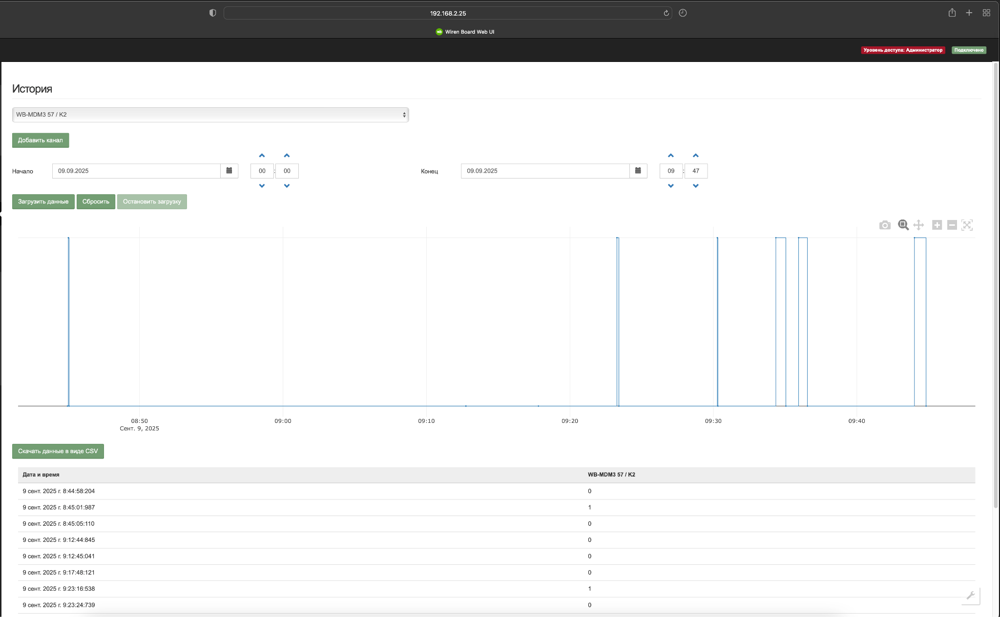 192.168.2.25
wb Wiren Board Web UI
Уровень доступа: Администратор Подключено
История
WB-MDM3 57 / K2
Добавить канал
Начало 09.09.2025 00 : 00 Конец 09.09.2025 09 : 47
Загрузить данные Сбросить Остановить загрузку
08:50 09:00 09:10 09:20 09:30 09:40
Сент. 9, 2025
Скачать данные в виде CSV
Дата и время WB-MDM3 57 / K2
9 сент. 2025 г. 8:44:58:204 0
9 сент. 2025 г. 8:45:01:987 1
9 сент. 2025 г. 8:45:05:110 0
9 сент. 2025 г. 9:12:44:845 0
9 сент. 2025 г. 9:12:45:041 0
9 сент. 2025 г. 9:17:48:121 0
9 сент. 2025 г. 9:23:16:538 1
9 сент. 2025 г. 9:23:24:739 0